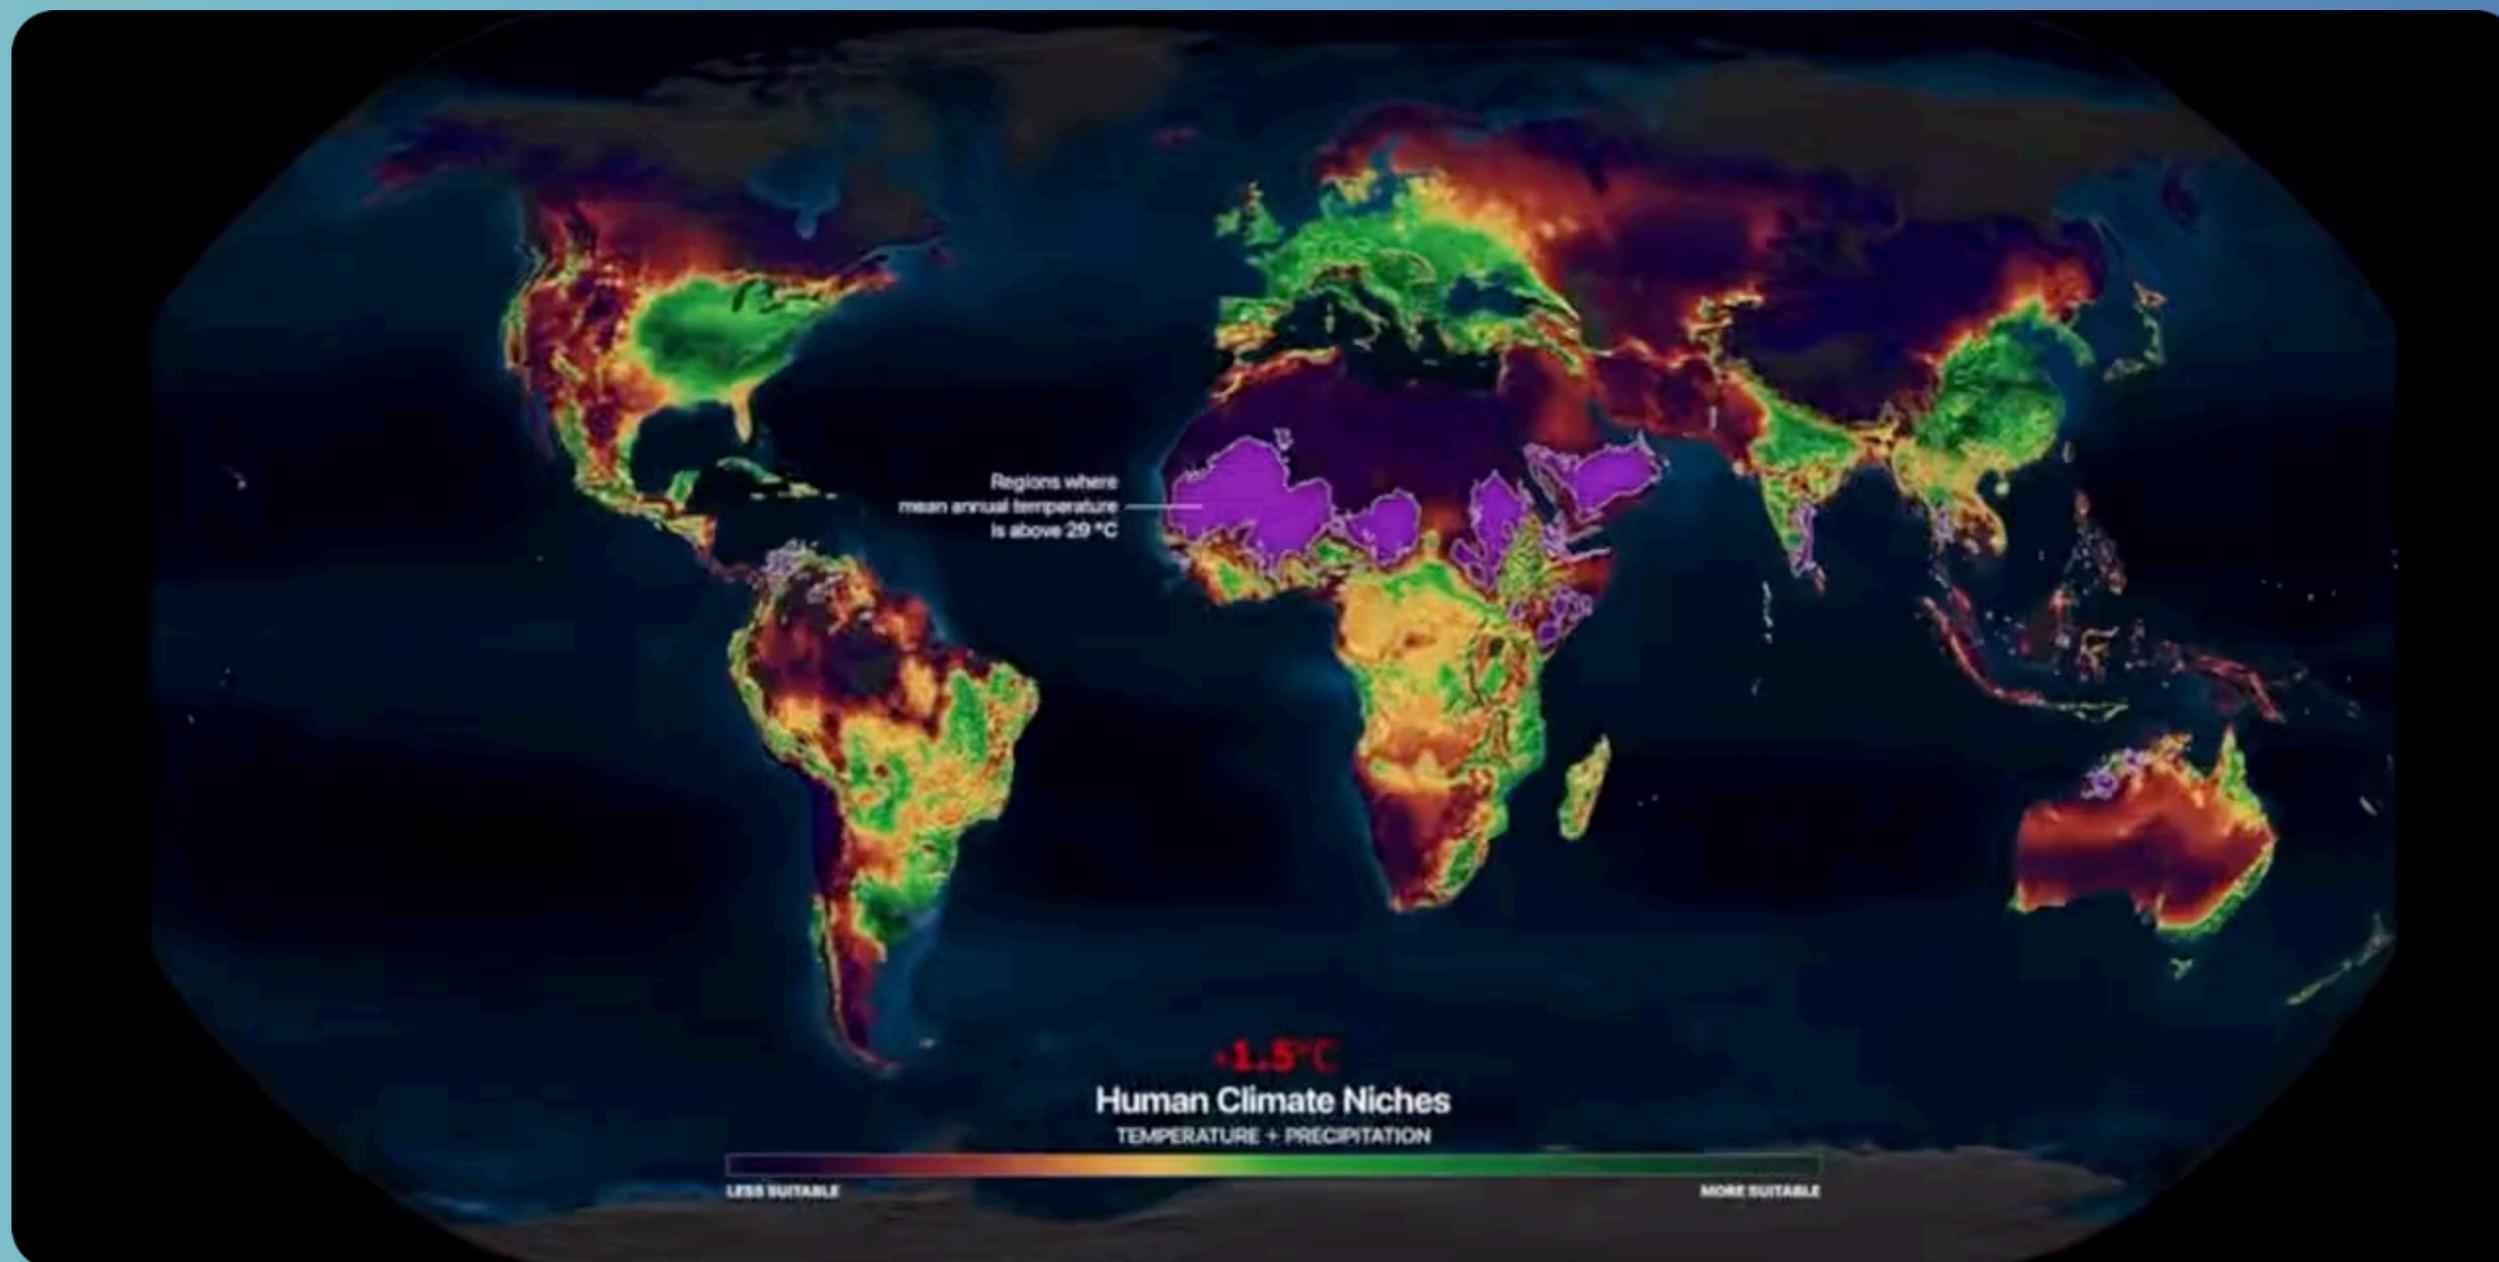 Regions where
mean annual temperature
is above 29 °C
+1.5°C
Human Climate Niches
TEMPERATURE + PRECIPITATION
LESS SUITABLE
MORE SUITABLE